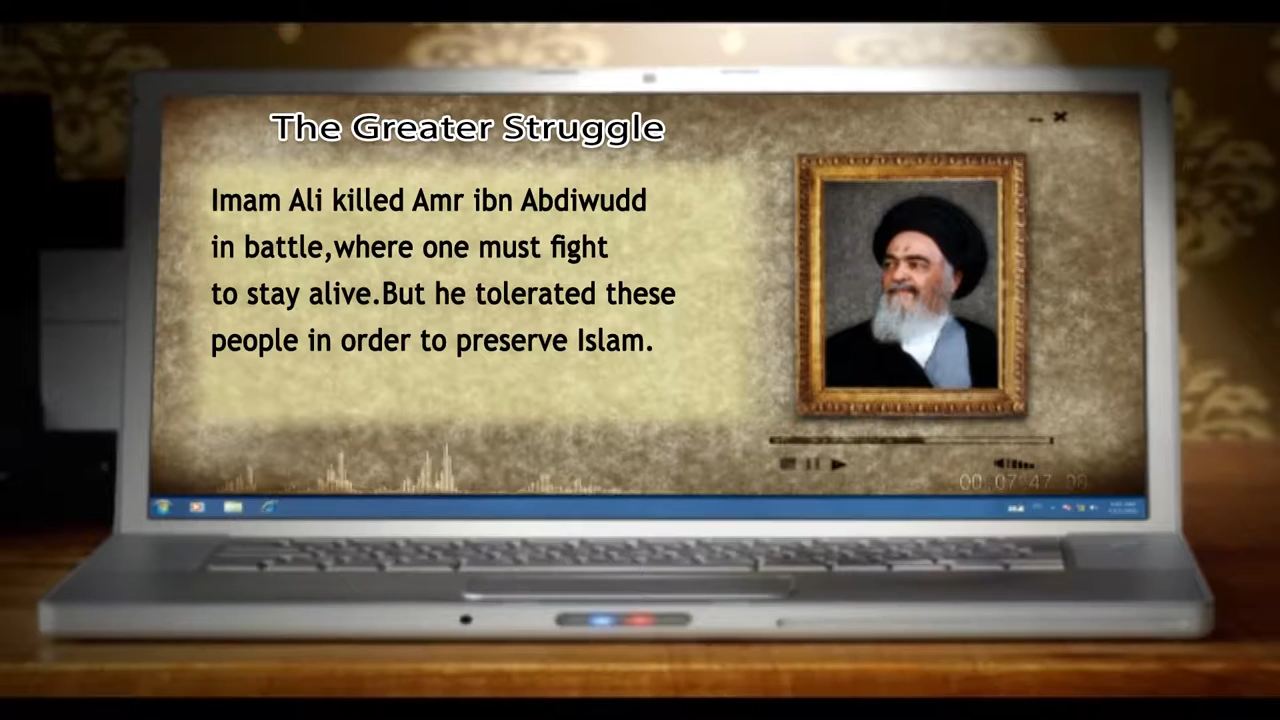 The Greater Struggle
Imam Ali killed Amr ibn Abdiwudd
in battle,where one must fight
to stay alive.But he tolerated these
people in order to preserve Islam.